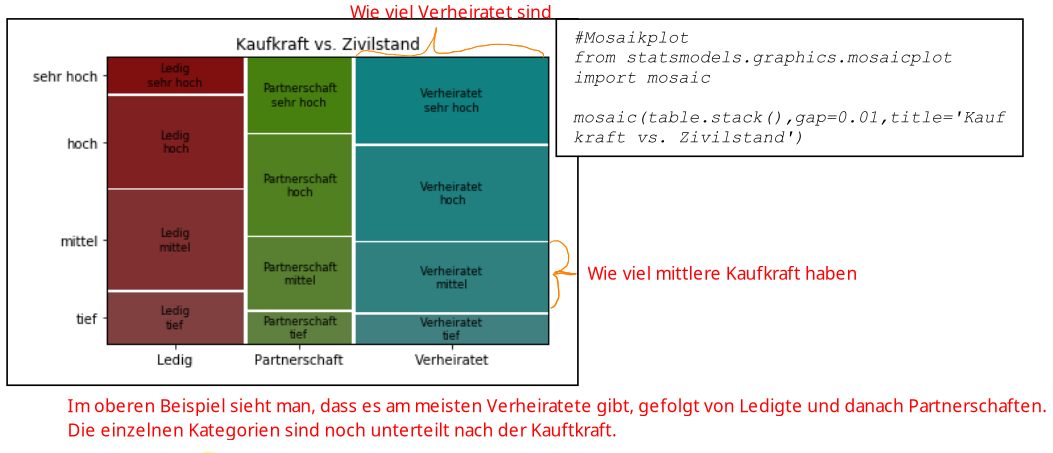 Wie viel Verheiratet sind
Kaufkraft vs. Zivilstand
sehr hoch
hoch
mittel
tief
Ledig
sehr hoch
Ledig
hoch
Ledig
mittel
Ledig
tief
Partnerschaft
sehr hoch
Partnerschaft
hoch
Partnerschaft
mittel
Partnerschaft
tief
Verheiratet
sehr hoch
Verheiratet
hoch
Verheiratet
mittel
Verheiratet
tief
Ledig
Partnerschaft
Verheiratet
#Mosaikplot
from statsmodels.graphics.mosaicplot
import mosaic
mosaic(table.stack(),gap=0.01,title='Kauf
kraft vs. Zivilstand')
Wie viel mittlere Kaufkraft haben
Im oberen Beispiel sieht man, dass es am meisten Verheiratete gibt, gefolgt von Ledigte und danach Partnerschaften.
Die einzelnen Kategorien sind noch unterteilt nach der Kauftkraft.